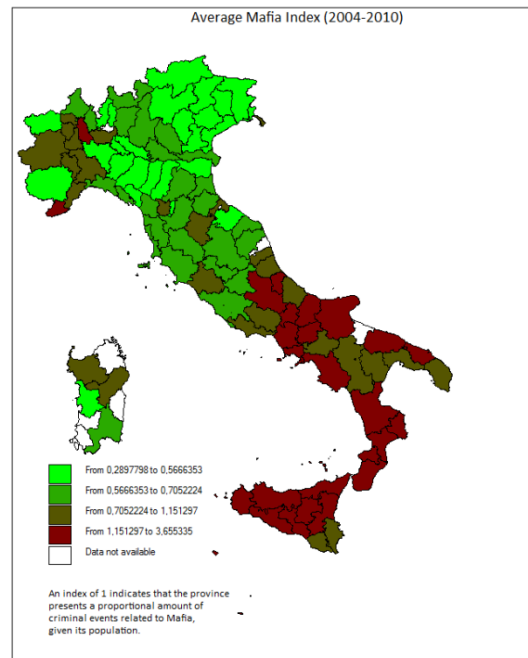 Average Mafia Index (2004-2010)
From 0,2897798 to 0,5666353
From 0,5666353 to 0,7052224
From 0,7052224 to 1,151297
From 1,151297 to 3,655335
Data not available
An index of 1 indicates that the province
presents a proportional amount of
criminal events related to Mafia,
given its population.